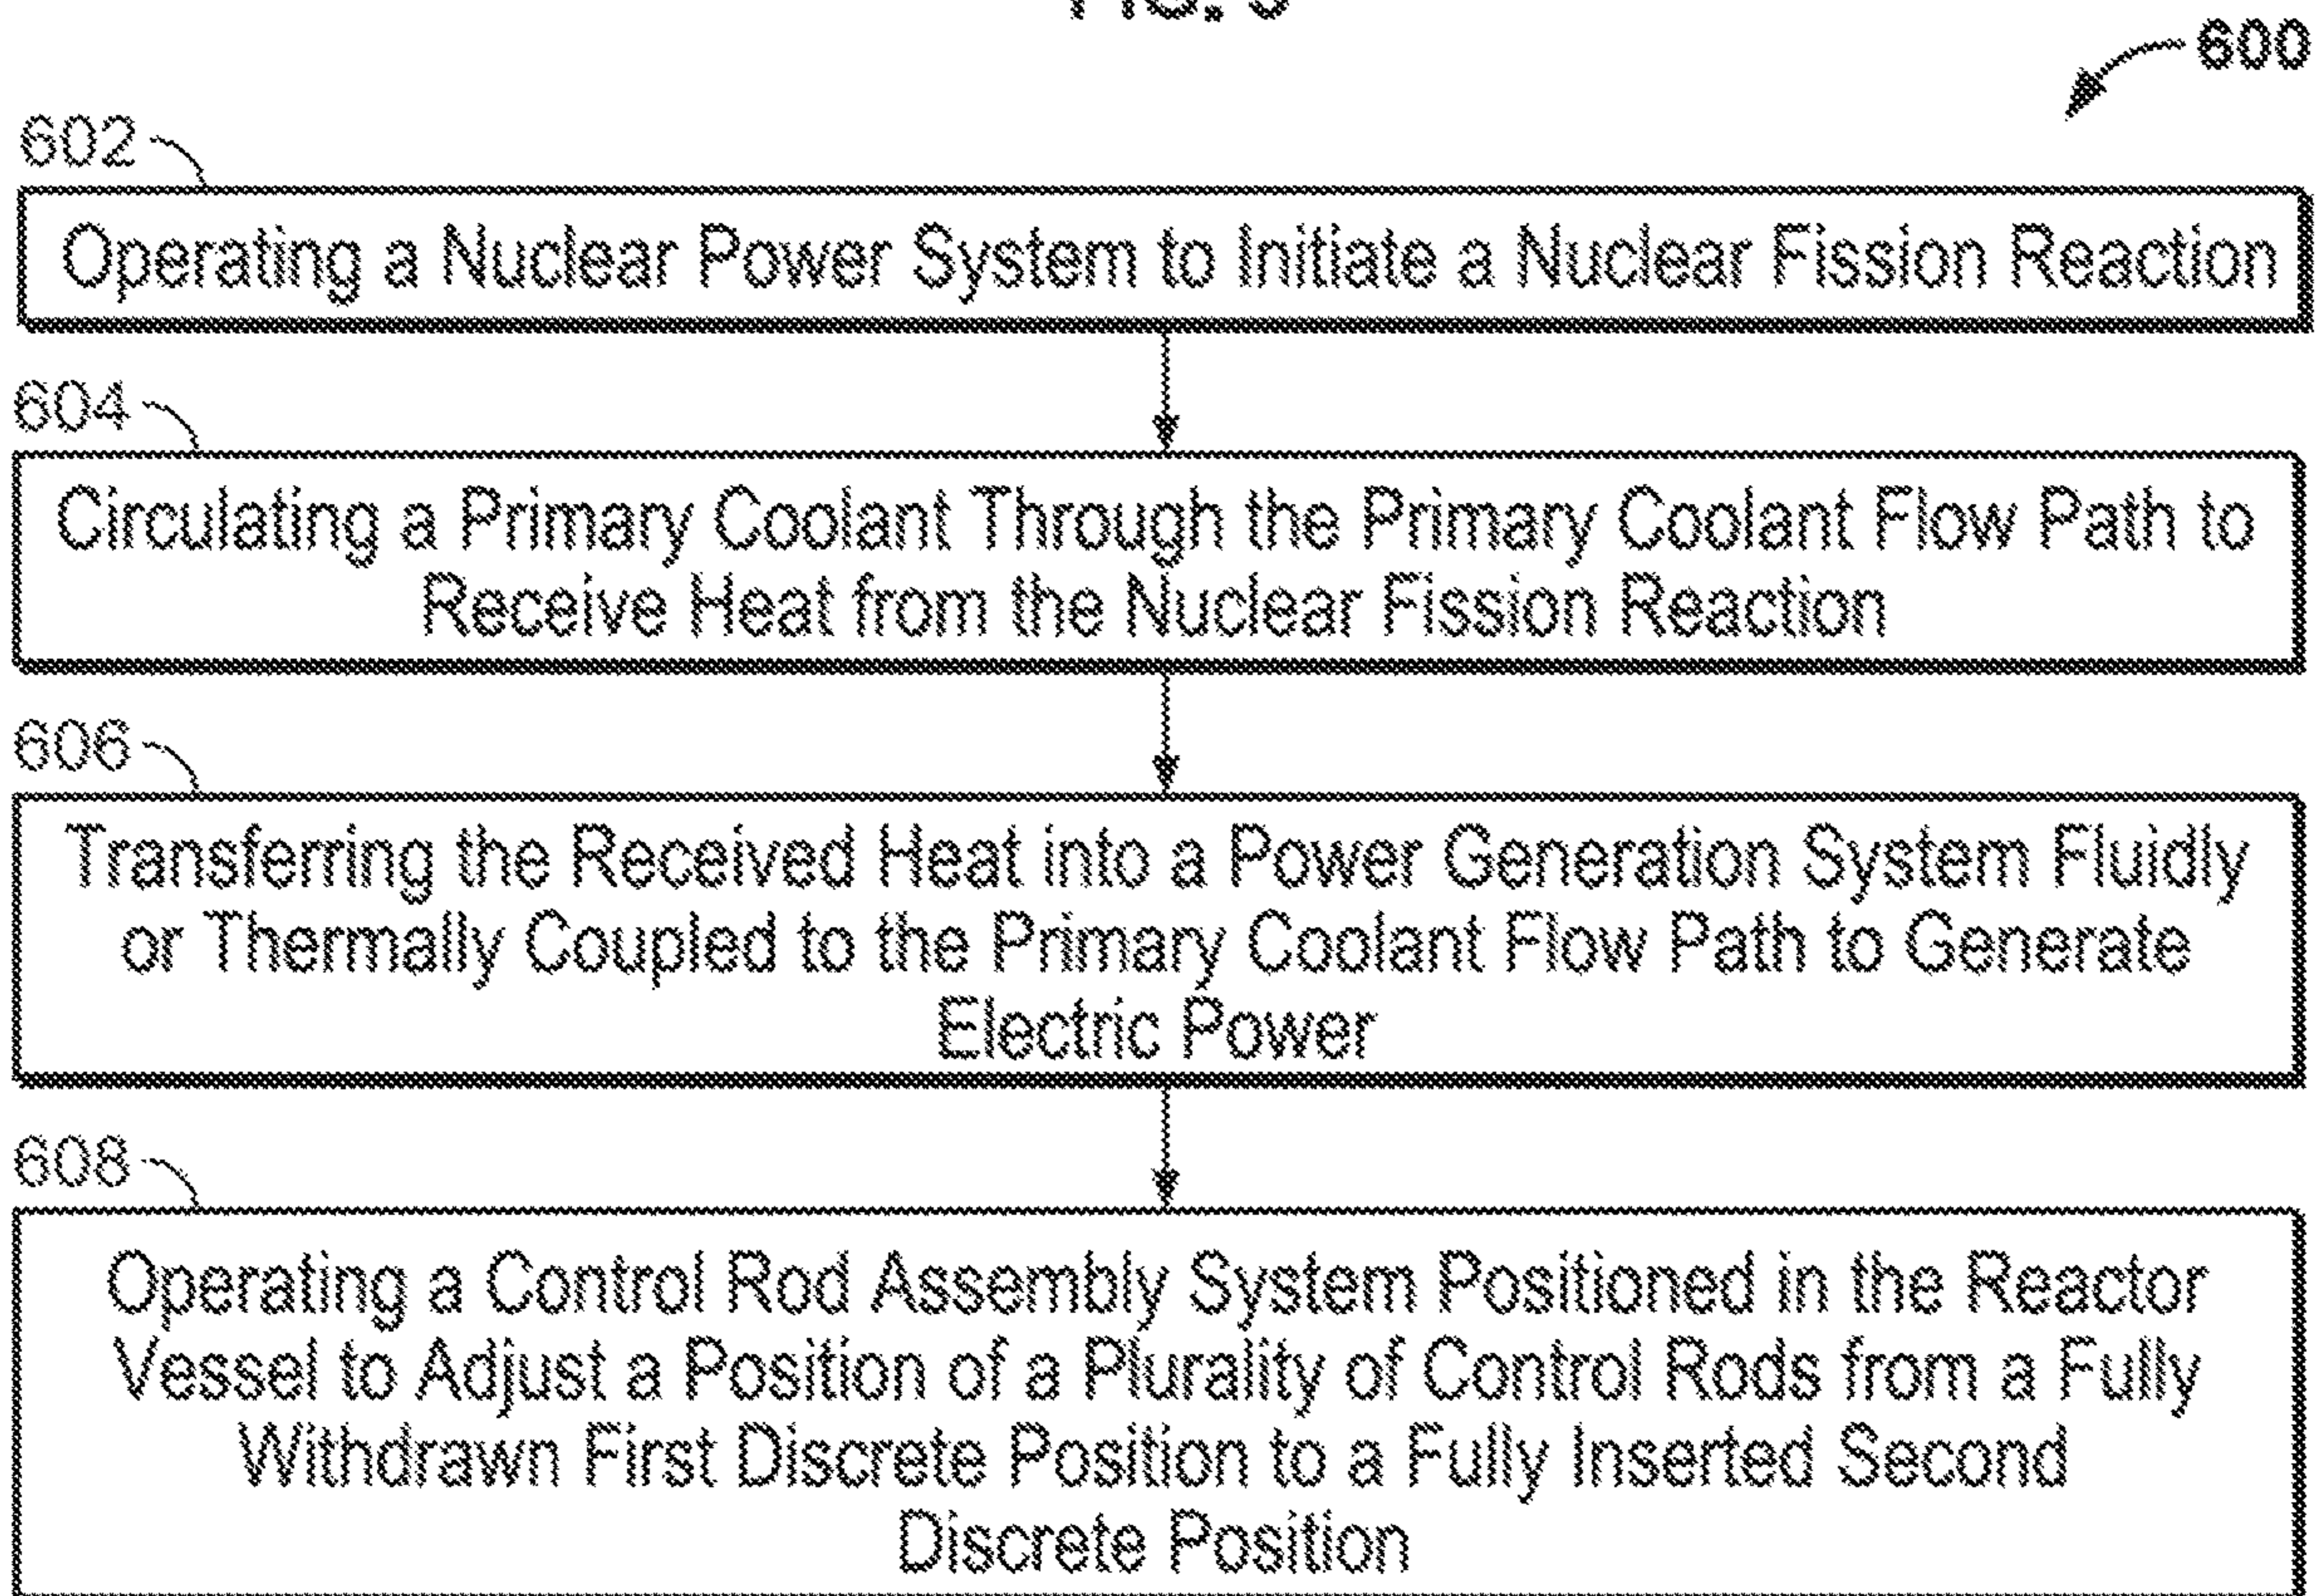 600
602
Operating a Nuclear Power System to Initiate a Nuclear Fission Reaction
604
Circulating a Primary Coolant Through the Primary Coolant Flow Path to
Receive Heat from the Nuclear Fission Reaction
606
Transferring the Received Heat into a Power Generation System Fluidly
or Thermally Coupled to the Primary Coolant Flow Path to Generate
Electric Power
608
Operating a Control Rod Assembly System Positioned in the Reactor
Vessel to Adjust a Position of a Plurality of Control Rods from a Fully
Withdrawn First Discrete Position to a Fully Inserted Second
Discrete Position